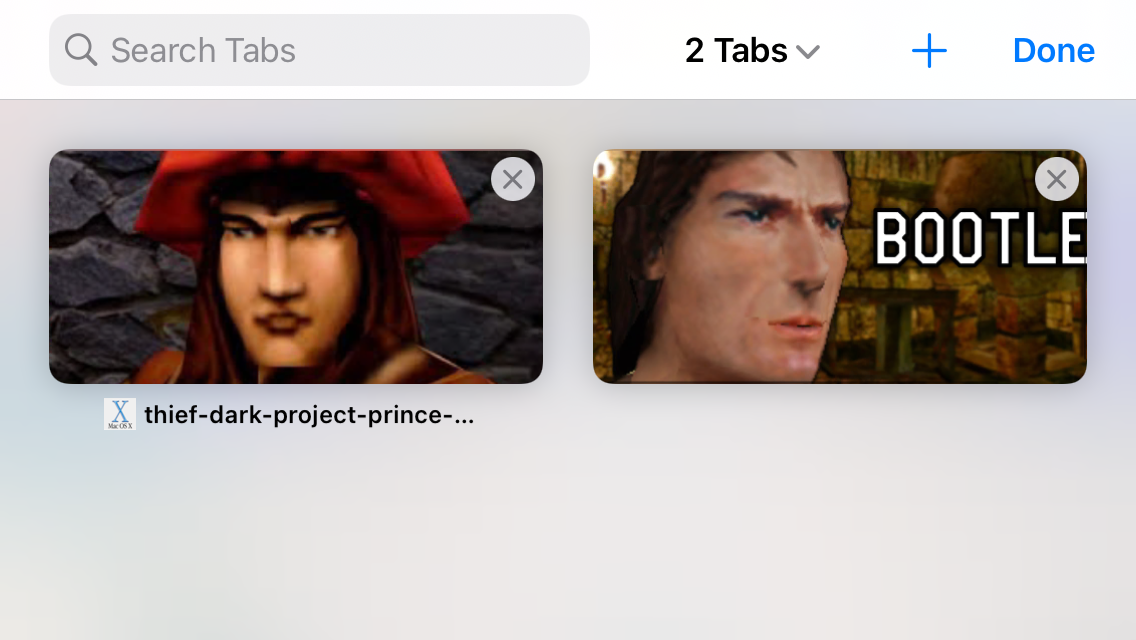 Search Tabs
2 Tabs
Done
BOOTLE
X
Mac OS X
thief-dark-project-prince-...